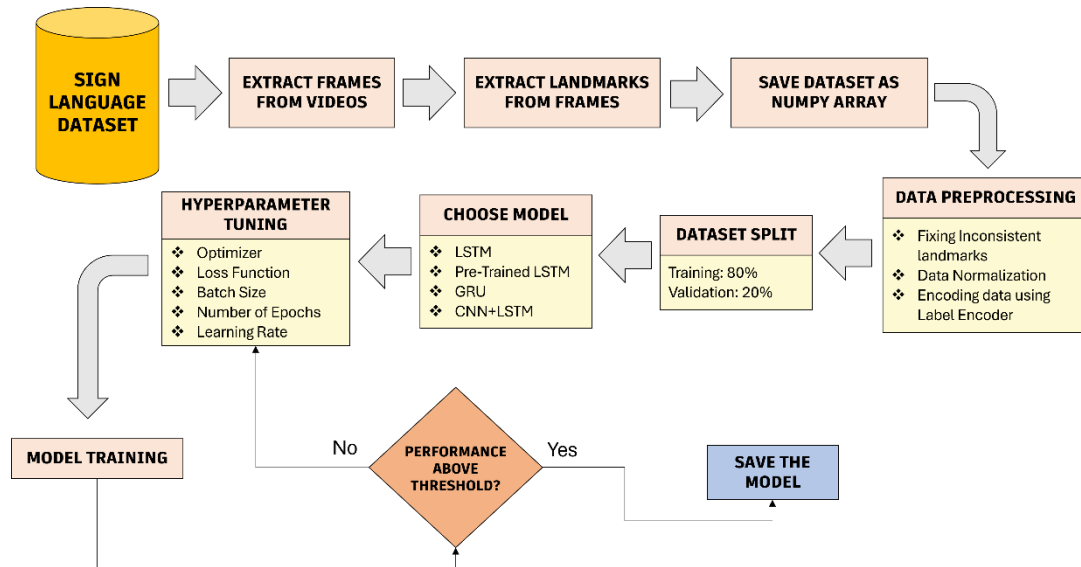 SIGN
LANGUAGE
DATASET
EXTRACT FRAMES
FROM VIDEOS
EXTRACT LANDMARKS
FROM FRAMES
SAVE DATASET AS
NUMPY ARRAY
DATA PREPROCESSING
❖ Fixing Inconsistent
landmarks
❖ Data Normalization
❖ Encoding data using
Label Encoder
DATASET SPLIT
Training: 80%
Validation: 20%
CHOOSE MODEL
❖ LSTM
❖ Pre-Trained LSTM
❖ GRU
❖ CNN+LSTM
HYPERPARAMETER
TUNING
❖ Optimizer
❖ Loss Function
❖ Batch Size
❖ Number of Epochs
❖ Learning Rate
MODEL TRAINING
No
PERFORMANCE
ABOVE
THRESHOLD?
Yes
SAVE THE
MODEL